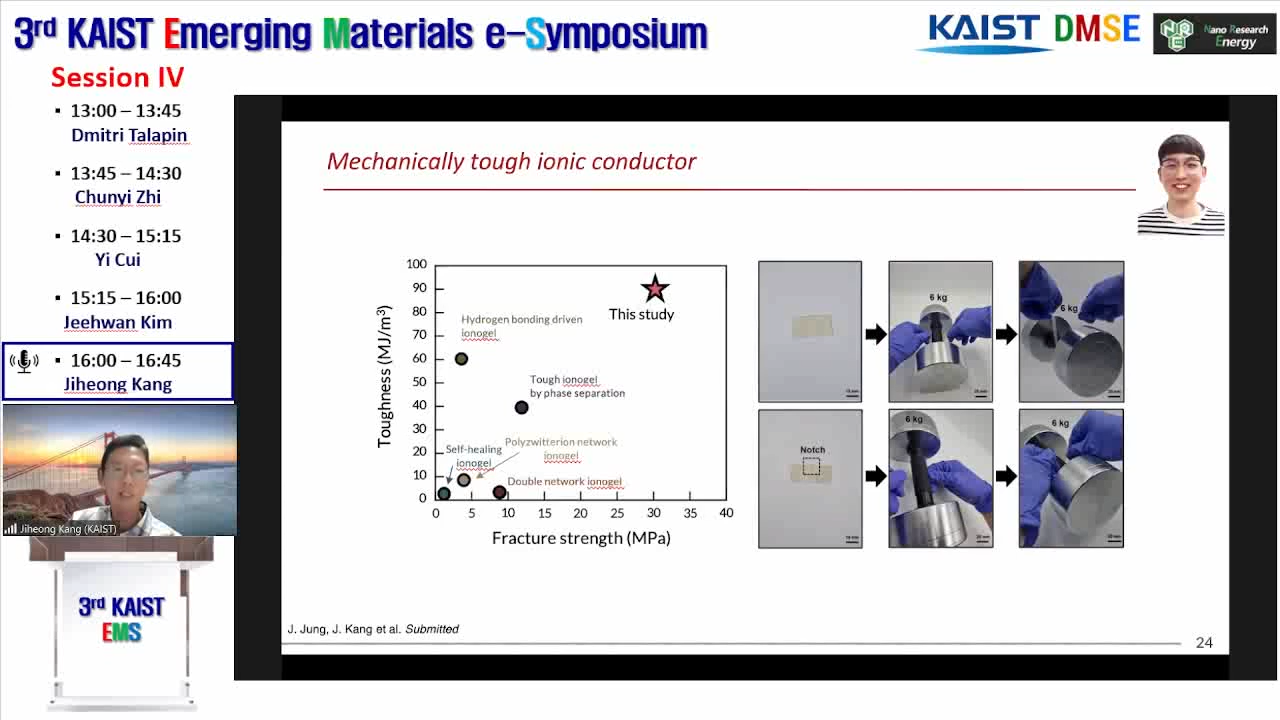 3rd KAIST Emerging Materials e-Symposium
KAIST DMSE
NRE
Nano Research
Energy
Session IV
▪ 13:00 – 13:45
Dmitri Talapin
▪ 13:45 – 14:30
Chunyi Zhi
▪ 14:30 – 15:15
Yi Cui
▪ 15:15 – 16:00
Jeehwan Kim
▪ 16:00 – 16:45
Jiheong Kang
Jiheong Kang (KAIST)
3rd KAIST
EMS
Mechanically tough ionic conductor
Toughness (MJ/m³)
100
90
80
70
60
50
40
30
20
10
0
0 5 10 15 20 25 30 35 40
Fracture strength (MPa)
This study
Hydrogen bonding driven
ionogel
Tough ionogel
by phase separation
Polyzwitterion network
ionogel
Self-healing
ionogel
Double network ionogel
6 kg
6 kg
Notch
6 kg
6 kg
J. Jung, J. Kang et al. Submitted
24